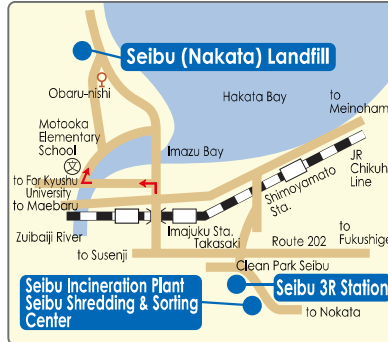 Seibu (Nakata) Landfill
Obaru-nishi
Hakata Bay
to
Meinoham
Motooka
Elementary
School
文
Imazu Bay
JR
Chikuh
Line
to For Kyushu
University
to Maebaru
Shimoyamato
Sta.
Zuibaiji River
Imajuku Sta.
Takasaki
to
Fukushige
to Susenji
Route 202
Clean Park Seibu
Seibu Incineration Plant
Seibu Shredding & Sorting
Center
Seibu 3R Station
to Nokata